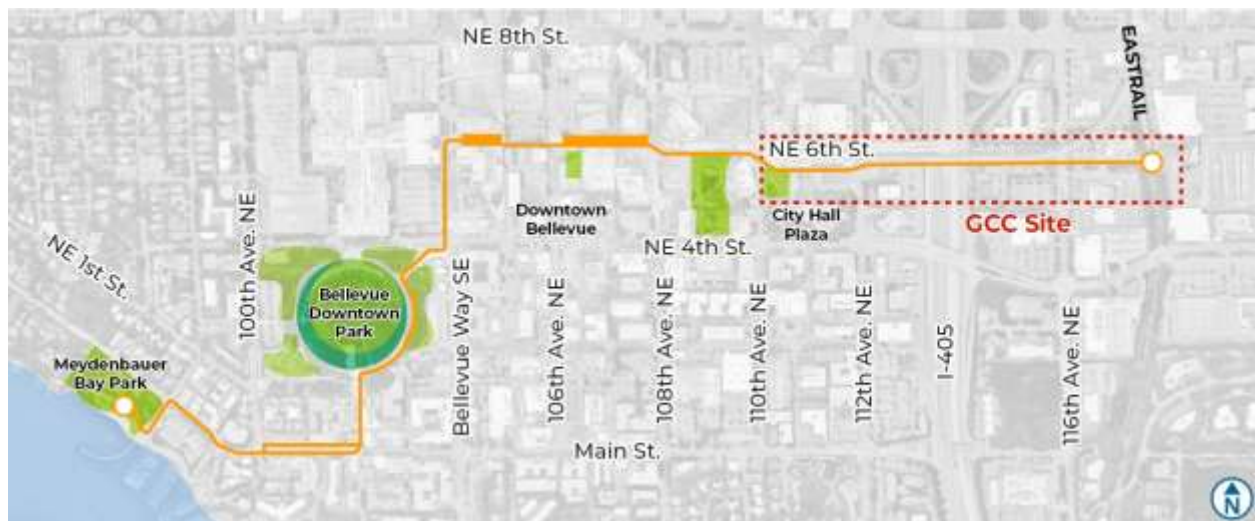 NE 8th St.
EASTRAIL
NE 6th St.
GCC Site
City Hall
Plaza
Downtown
Bellevue
NE 4th St.
NE 1st St.
100th Ave. NE
Bellevue
Downtown
Park
Bellevue Way SE
106th Ave. NE
108th Ave. NE
110th Ave. NE
112th Ave. NE
I-405
116th Ave. NE
Meydenbauer
Bay Park
Main St.
N